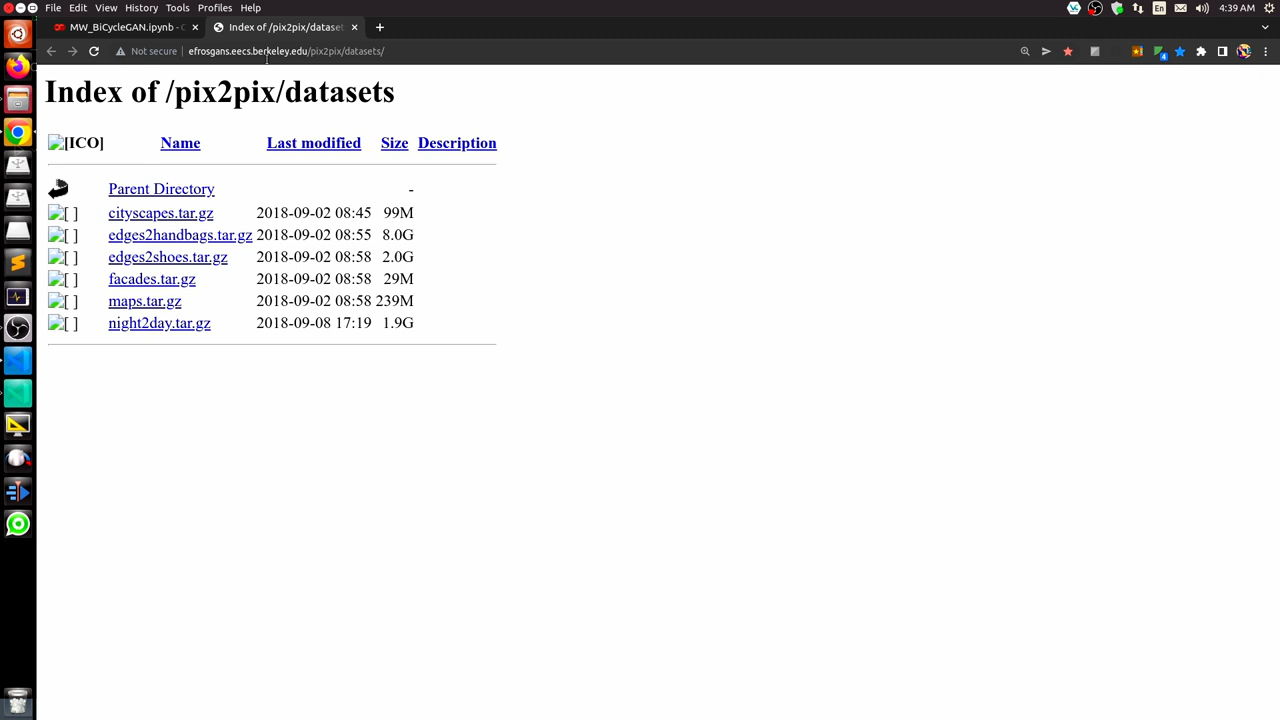 File Edit View History Tools Profiles Help
En
4:39 AM
MW_BiCycleGAN.ipynb - C
Index of /pix2pix/dataset
Not secure
efrosgans.eecs.berkeley.edu/pix2pix/datasets/
4
Index of /pix2pix/datasets
[ICO] Name Last modified Size Description
Parent Directory -
[ ] cityscapes.tar.gz 2018-09-02 08:45 99M
[ ] edges2handbags.tar.gz 2018-09-02 08:55 8.0G
[ ] edges2shoes.tar.gz 2018-09-02 08:58 2.0G
[ ] facades.tar.gz 2018-09-02 08:58 29M
[ ] maps.tar.gz 2018-09-02 08:58 239M
[ ] night2day.tar.gz 2018-09-08 17:19 1.9G